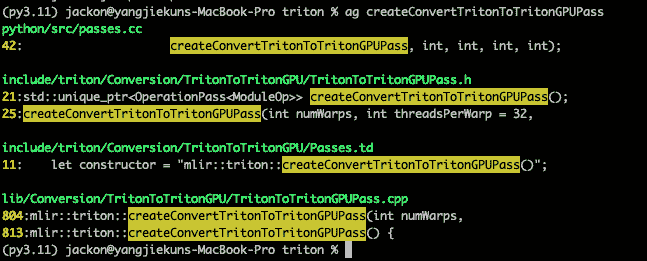 (py3.11) jackon@yangjiekuns-MacBook-Pro triton % ag createConvertTritonToTritonGPUPass
python/src/passes.cc
42: createConvertTritonToTritonGPUPass, int, int, int, int);
include/triton/Conversion/TritonToTritonGPU/TritonToTritonGPUPass.h
21:std::unique_ptr<OperationPass<ModuleOp>> createConvertTritonToTritonGPUPass();
25:createConvertTritonToTritonGPUPass(int numWarps, int threadsPerWarp = 32,
include/triton/Conversion/TritonToTritonGPU/Passes.td
11: let constructor = "mlir::triton::createConvertTritonToTritonGPUPass()";
lib/Conversion/TritonToTritonGPU/TritonToTritonGPUPass.cpp
804:mlir::triton::createConvertTritonToTritonGPUPass(int numWarps,
813:mlir::triton::createConvertTritonToTritonGPUPass() {
(py3.11) jackon@yangjiekuns-MacBook-Pro triton %